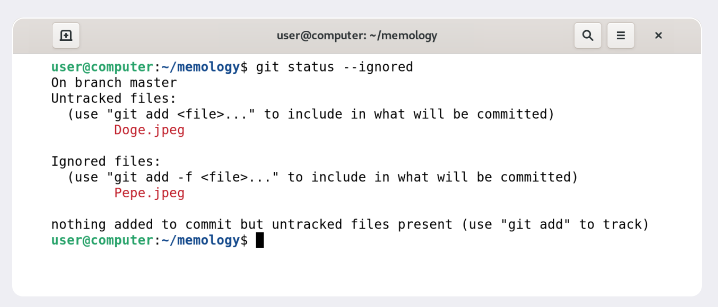 user@computer: ~/memology
user@computer:~/memology$ git status --ignored
On branch master
Untracked files:
  (use "git add <file>..." to include in what will be committed)
        Doge.jpeg

Ignored files:
  (use "git add -f <file>..." to include in what will be committed)
        Pepe.jpeg

nothing added to commit but untracked files present (use "git add" to track)
user@computer:~/memology$